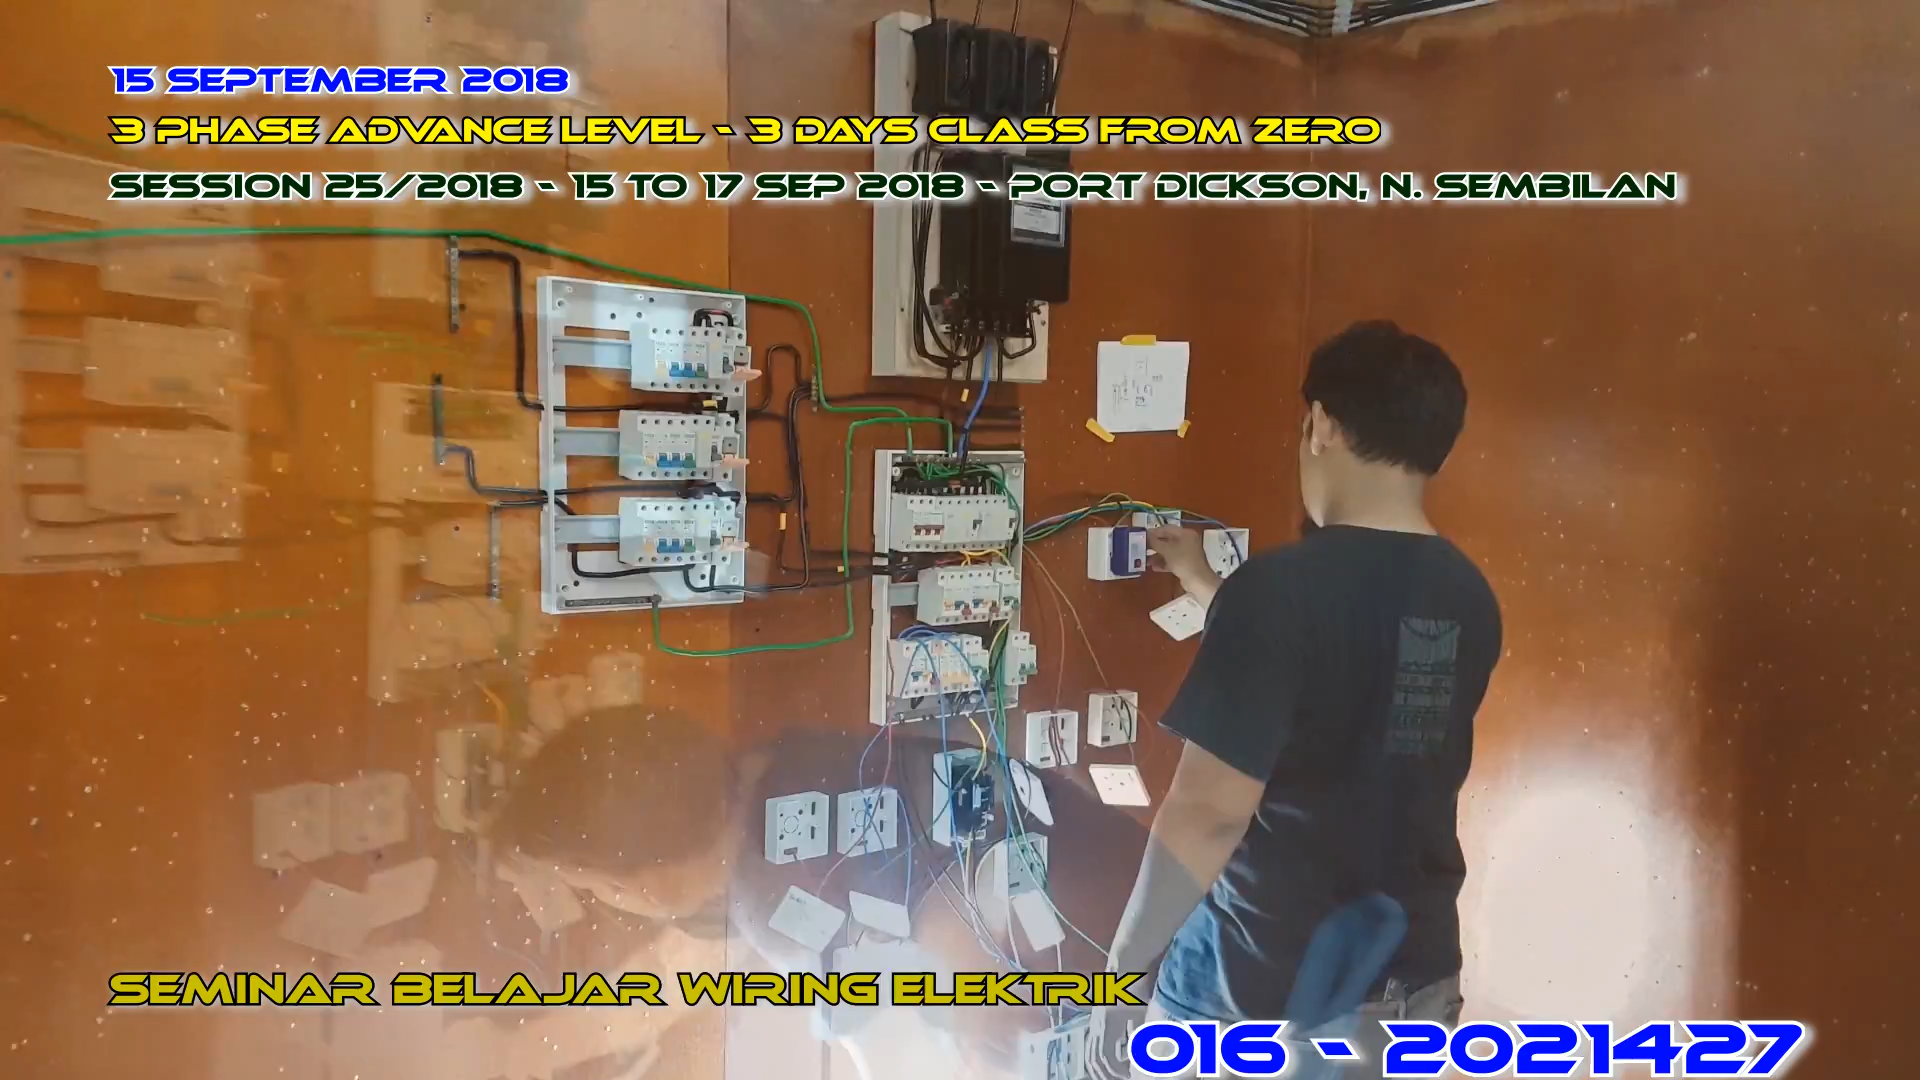 15 SEPTEMBER 2018
3 PHASE ADVANCE LEVEL - 3 DAYS CLASS FROM ZERO
SESSION 25/2018 - 15 TO 17 SEP 2018 - PORT DICKSON, N. SEMBILAN
SEMINAR BELAJAR WIRING ELEKTRIK
016 - 2021427